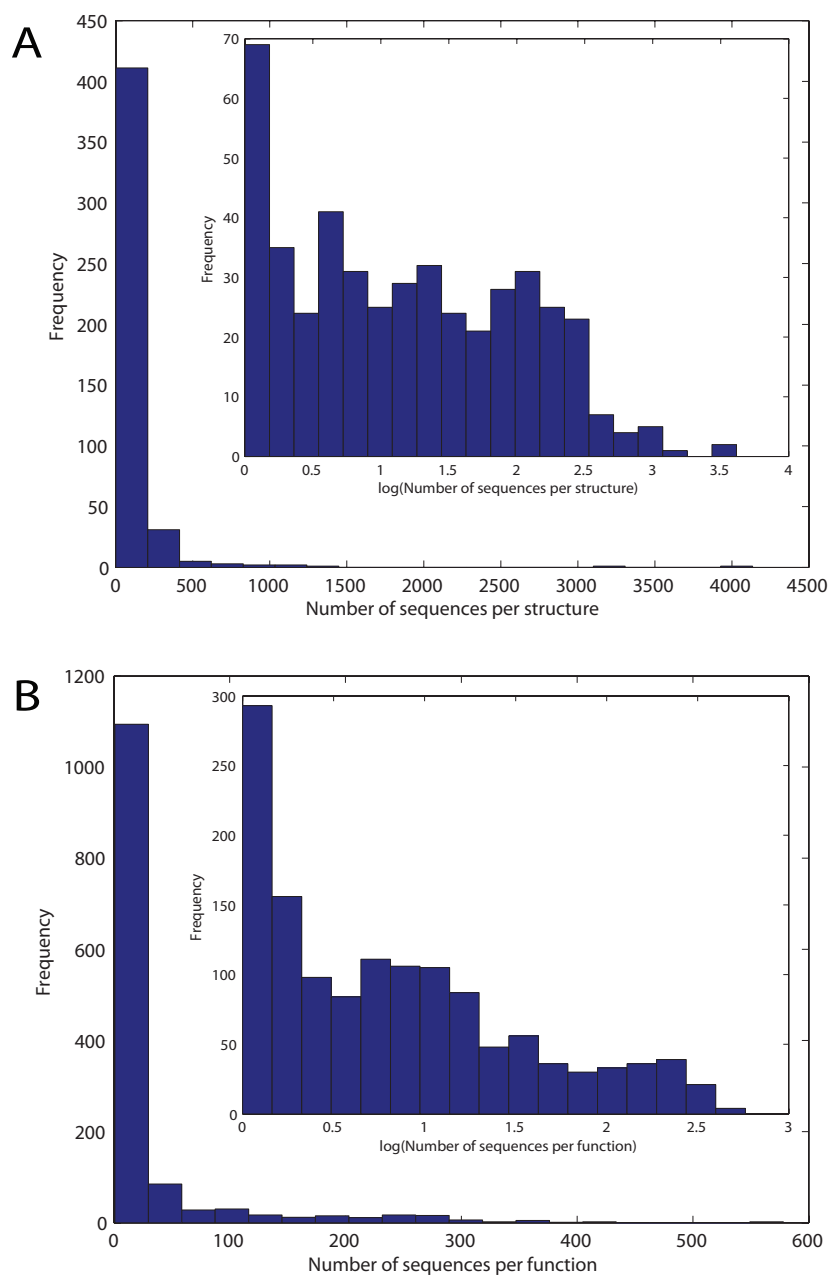 A
450
400
350
300
250
200
150
100
50
0
Frequency
0 500 1000 1500 2000 2500 3000 3500 4000 4500
Number of sequences per structure
70
60
50
40
30
20
10
0
Frequency
0 0.5 1 1.5 2 2.5 3 3.5 4
log(Number of sequences per structure)
B
1200
1000
800
600
400
200
0
Frequency
0 100 200 300 400 500 600
Number of sequences per function
300
250
200
150
100
50
0
Frequency
0 0.5 1 1.5 2 2.5 3
log(Number of sequences per function)